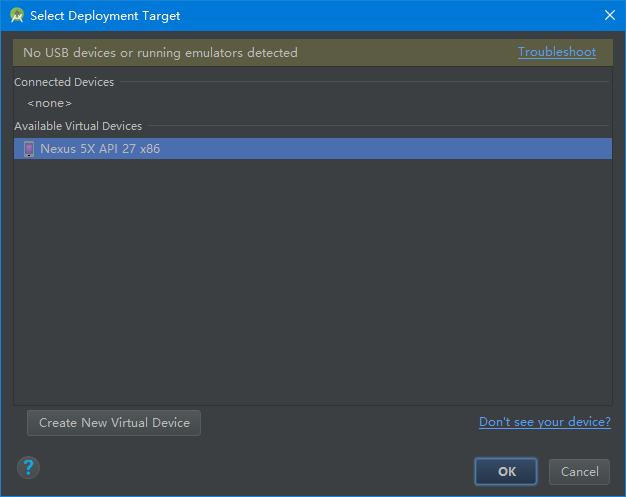 Select Deployment Target
No USB devices or running emulators detected Troubleshoot
Connected Devices
<none>
Available Virtual Devices
Nexus 5X API 27 x86
Create New Virtual Device Don't see your device?
? OK Cancel